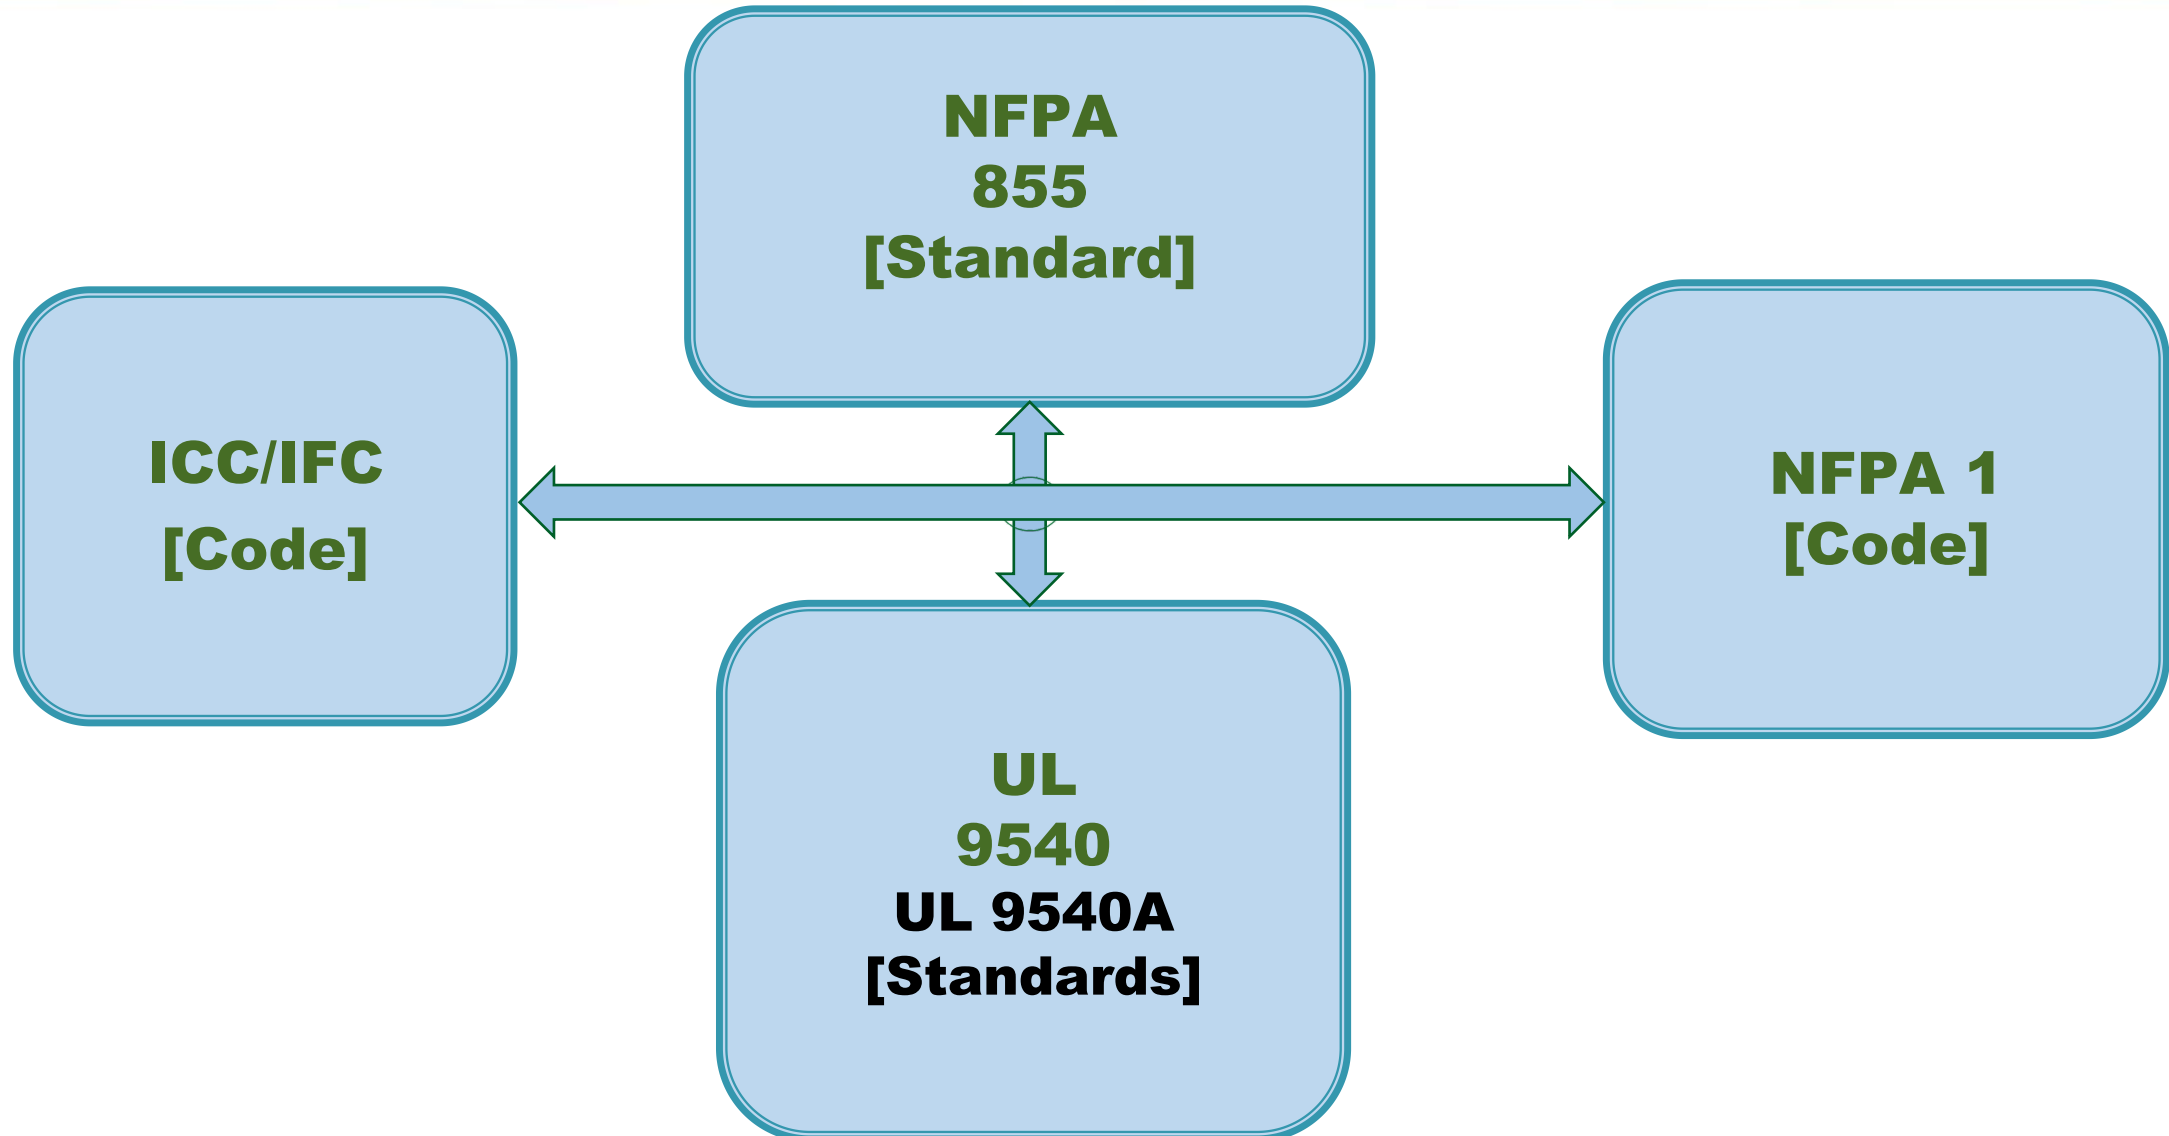 NFPA
855
[Standard]
ICC/IFC
[Code]
NFPA 1
[Code]
UL
9540
UL 9540A
[Standards]